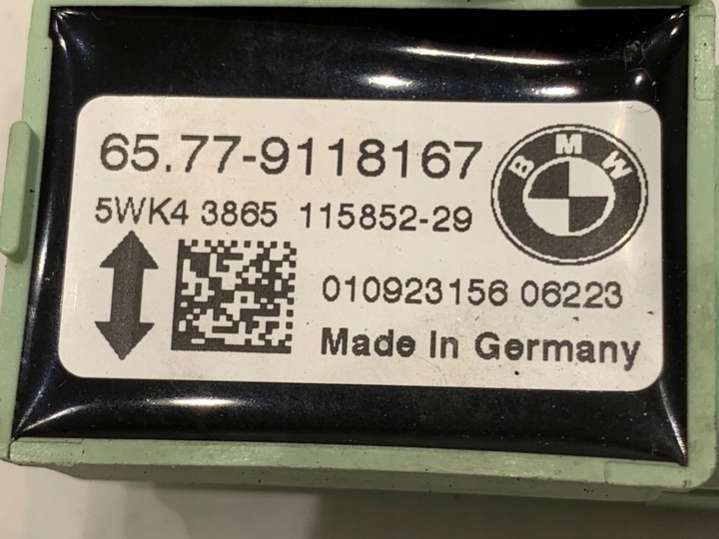 65.77-9118167
BMW
5WK4 3865 115852-29
010923156 06223
Made In Germany